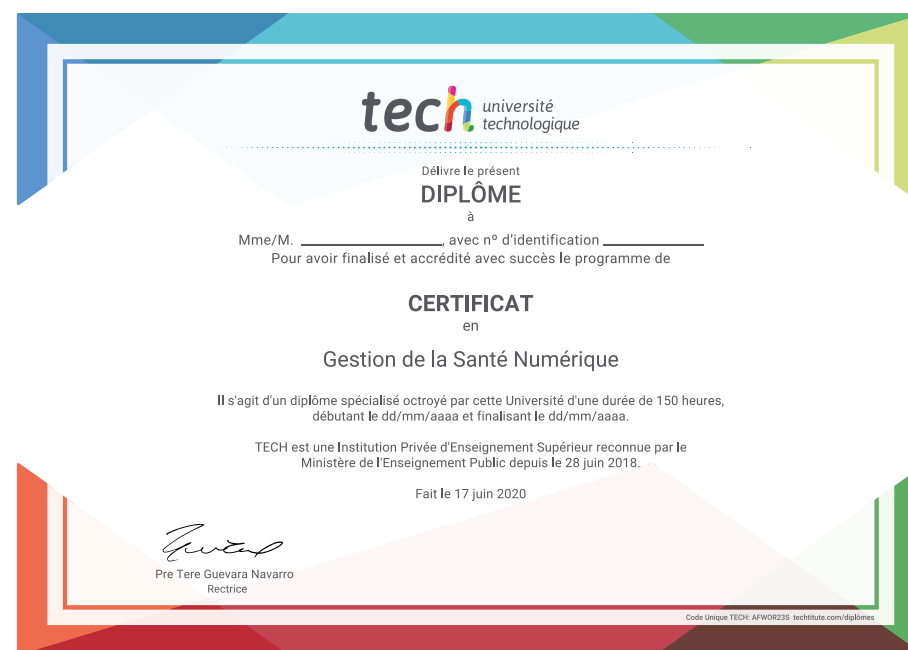 tech université
technologique
Délivre le présent
DIPLÔME
à
Mme/M. ____________________, avec nº d'identification ______________
Pour avoir finalisé et accrédité avec succès le programme de
CERTIFICAT
en
Gestion de la Santé Numérique
Il s'agit d'un diplôme spécialisé octroyé par cette Université d'une durée de 150 heures,
débutant le dd/mm/aaaa et finalisant le dd/mm/aaaa.
TECH est une Institution Privée d'Enseignement Supérieur reconnue par le
Ministère de l'Enseignement Public depuis le 28 juin 2018.
Fait le 17 juin 2020
Pre Tere Guevara Navarro
Rectrice
Code Unique TECH: AFWOR23S techtitute.com/diplômes